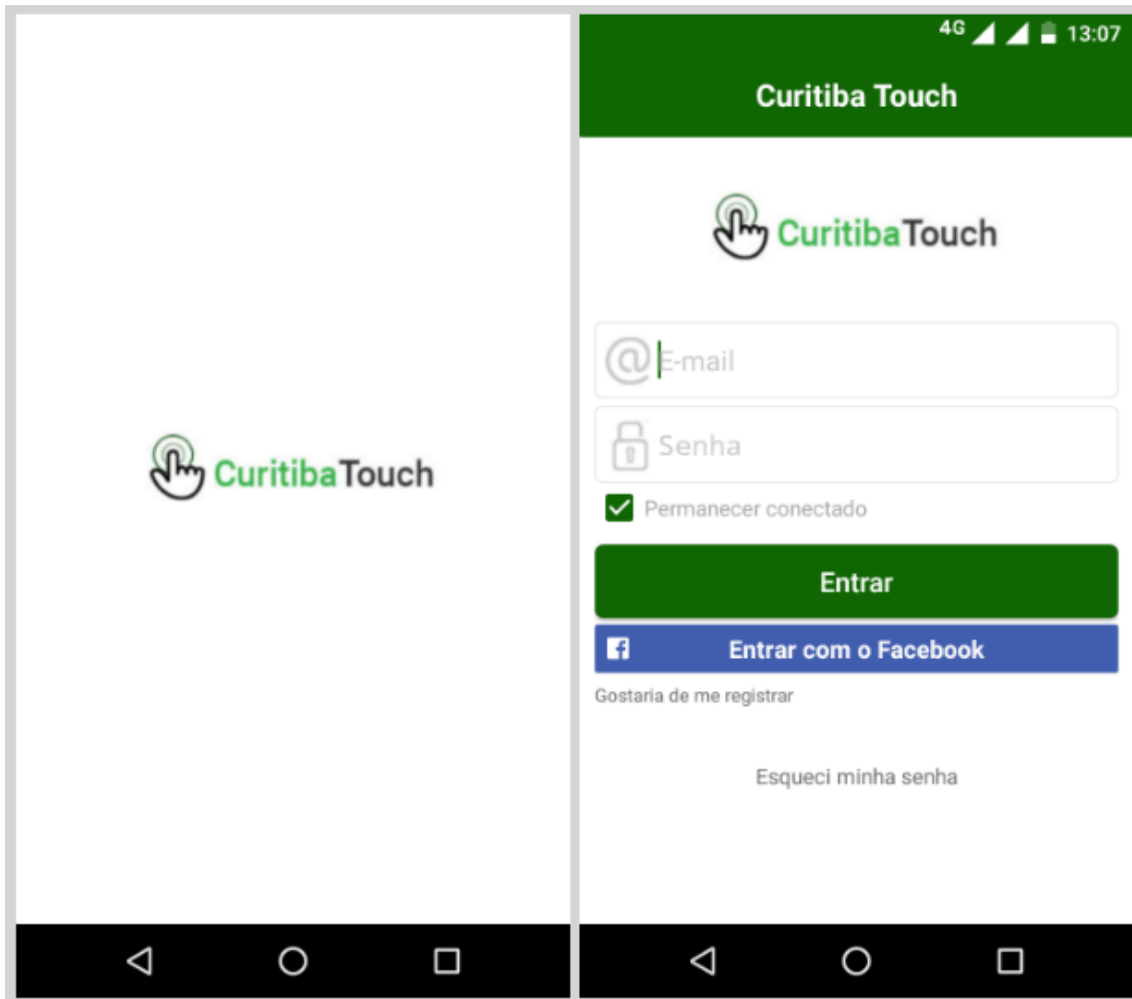 CuritibaTouch
4G 13:07
Curitiba Touch
CuritibaTouch
@ E-mail
Senha
Permanecer conectado
Entrar
Entrar com o Facebook
Gostaria de me registrar
Esqueci minha senha